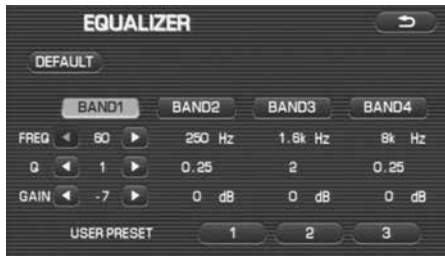 EQUALIZER
DEFAULT
BAND1 BAND2 BAND3 BAND4
FREQ 60 250 Hz 1.6k Hz 8k Hz
Q 1 0.25 2 0.25
GAIN -7 0 dB 0 dB 0 dB
USER PRESET 1 2 3